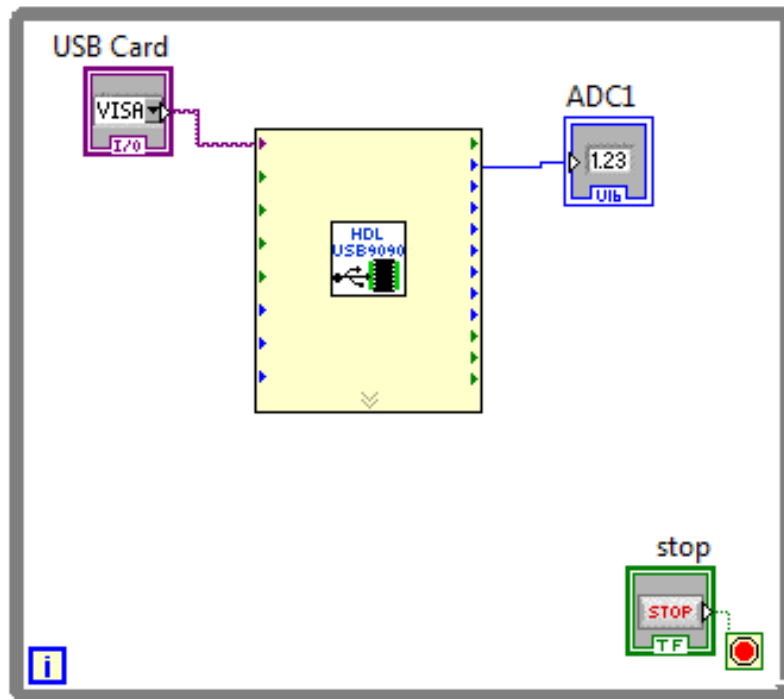 USB Card
VISA
I/O
ADC1
1.23
U16
HDL
USB9090
stop
STOP
TF
i